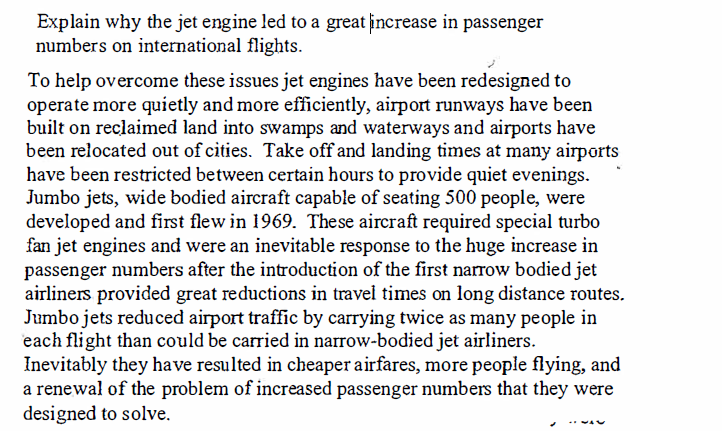 Explain why the jet engine led to a great increase in passenger
numbers on international flights.
To help overcome these issues jet engines have been redesigned to
operate more quietly and more efficiently, airport runways have been
built on reclaimed land into swamps and waterways and airports have
been relocated out of cities. Take off and landing times at many airports
have been restricted between certain hours to provide quiet evenings.
Jumbo jets, wide bodied aircraft capable of seating 500 people, were
developed and first flew in 1969. These aircraft required special turbo
fan jet engines and were an inevitable response to the huge increase in
passenger numbers after the introduction of the first narrow bodied jet
airliners provided great reductions in travel times on long distance routes.
Jumbo jets reduced airport traffic by carrying twice as many people in
each flight than could be carried in narrow-bodied jet airliners.
Inevitably they have resulted in cheaper airfares, more people flying, and
a renewal of the problem of increased passenger numbers that they were
designed to solve.